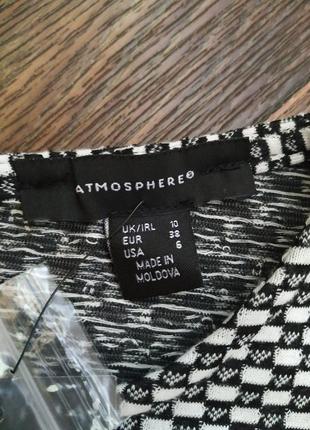 ATMOSPHERE®
UK/IRL 10
EUR 38
USA 6
MADE IN
MOLDOVA